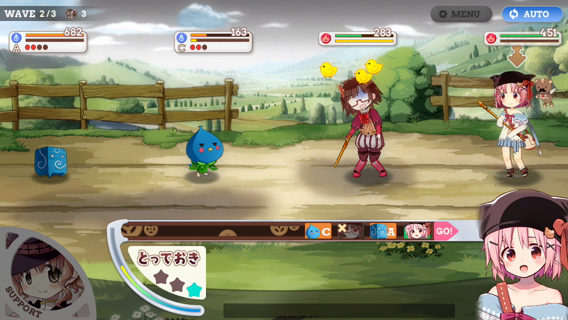 WAVE 2/3 3 MENU AUTO
682 163 283 451
A C
C A GO!
とっておき
SUPPORT